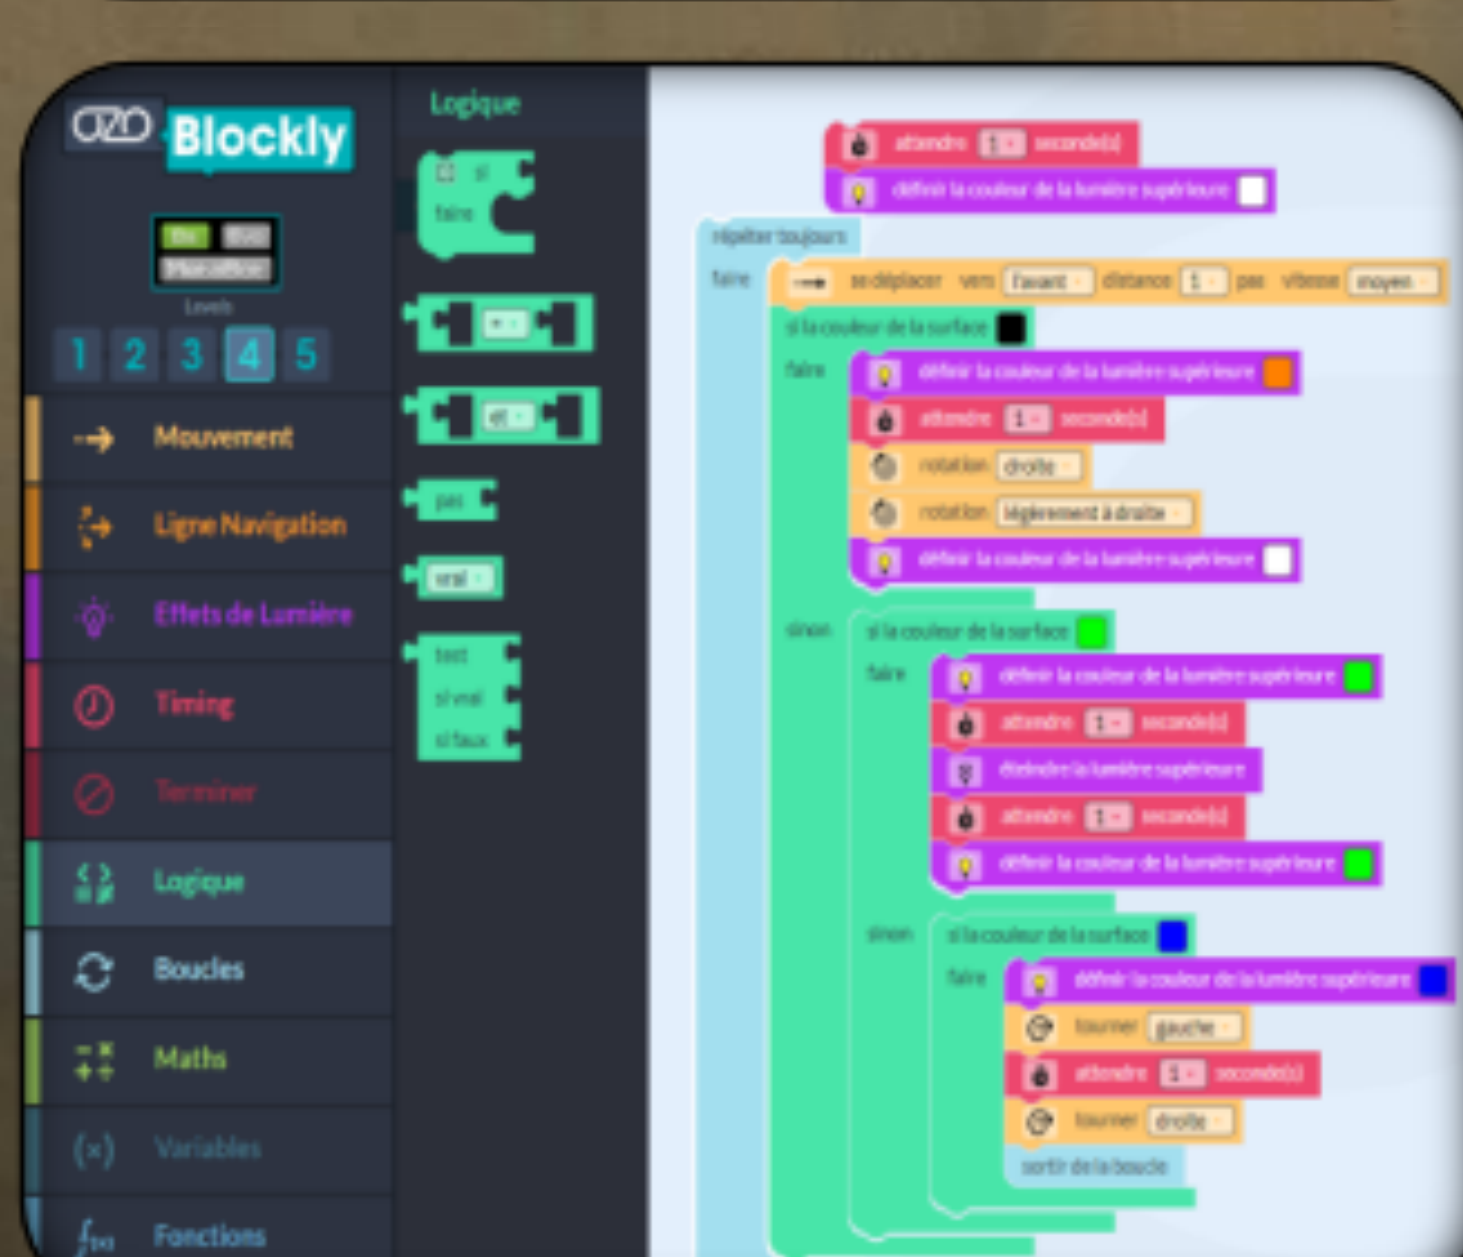 OZO Blockly
Bit Evo
Levels
1 2 3 4 5
Mouvement
Ligne Navigation
Effets de Lumière
Timing
Terminer
Logique
Boucles
Maths
(x) Variables
f(x) Fonctions
Logique
si
faire
=
et
pas
vrai
test
si vrai
si faux
attendre 1 seconde(s)
définir la couleur de la lumière supérieure
répéter toujours
faire se déplacer vers l'avant distance 1 pas vitesse moyen
si la couleur de la surface
faire définir la couleur de la lumière supérieure
attendre 1 seconde(s)
rotation droite
rotation légèrement à droite
définir la couleur de la lumière supérieure
sinon si la couleur de la surface
faire définir la couleur de la lumière supérieure
attendre 1 seconde(s)
éteindre la lumière supérieure
attendre 1 seconde(s)
définir la couleur de la lumière supérieure
sinon si la couleur de la surface
faire définir la couleur de la lumière supérieure
tourner gauche
attendre 1 seconde(s)
tourner droite
sortir de la boucle